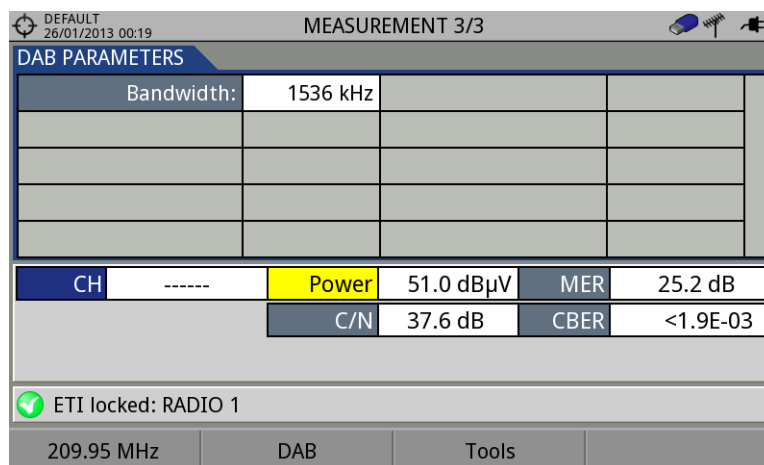 DEFAULT
26/01/2013 00:19
MEASUREMENT 3/3
DAB PARAMETERS
Bandwidth: 1536 kHz
CH ------ Power 51.0 dBµV MER 25.2 dB
C/N 37.6 dB CBER <1.9E-03
ETI locked: RADIO 1
209.95 MHz DAB Tools